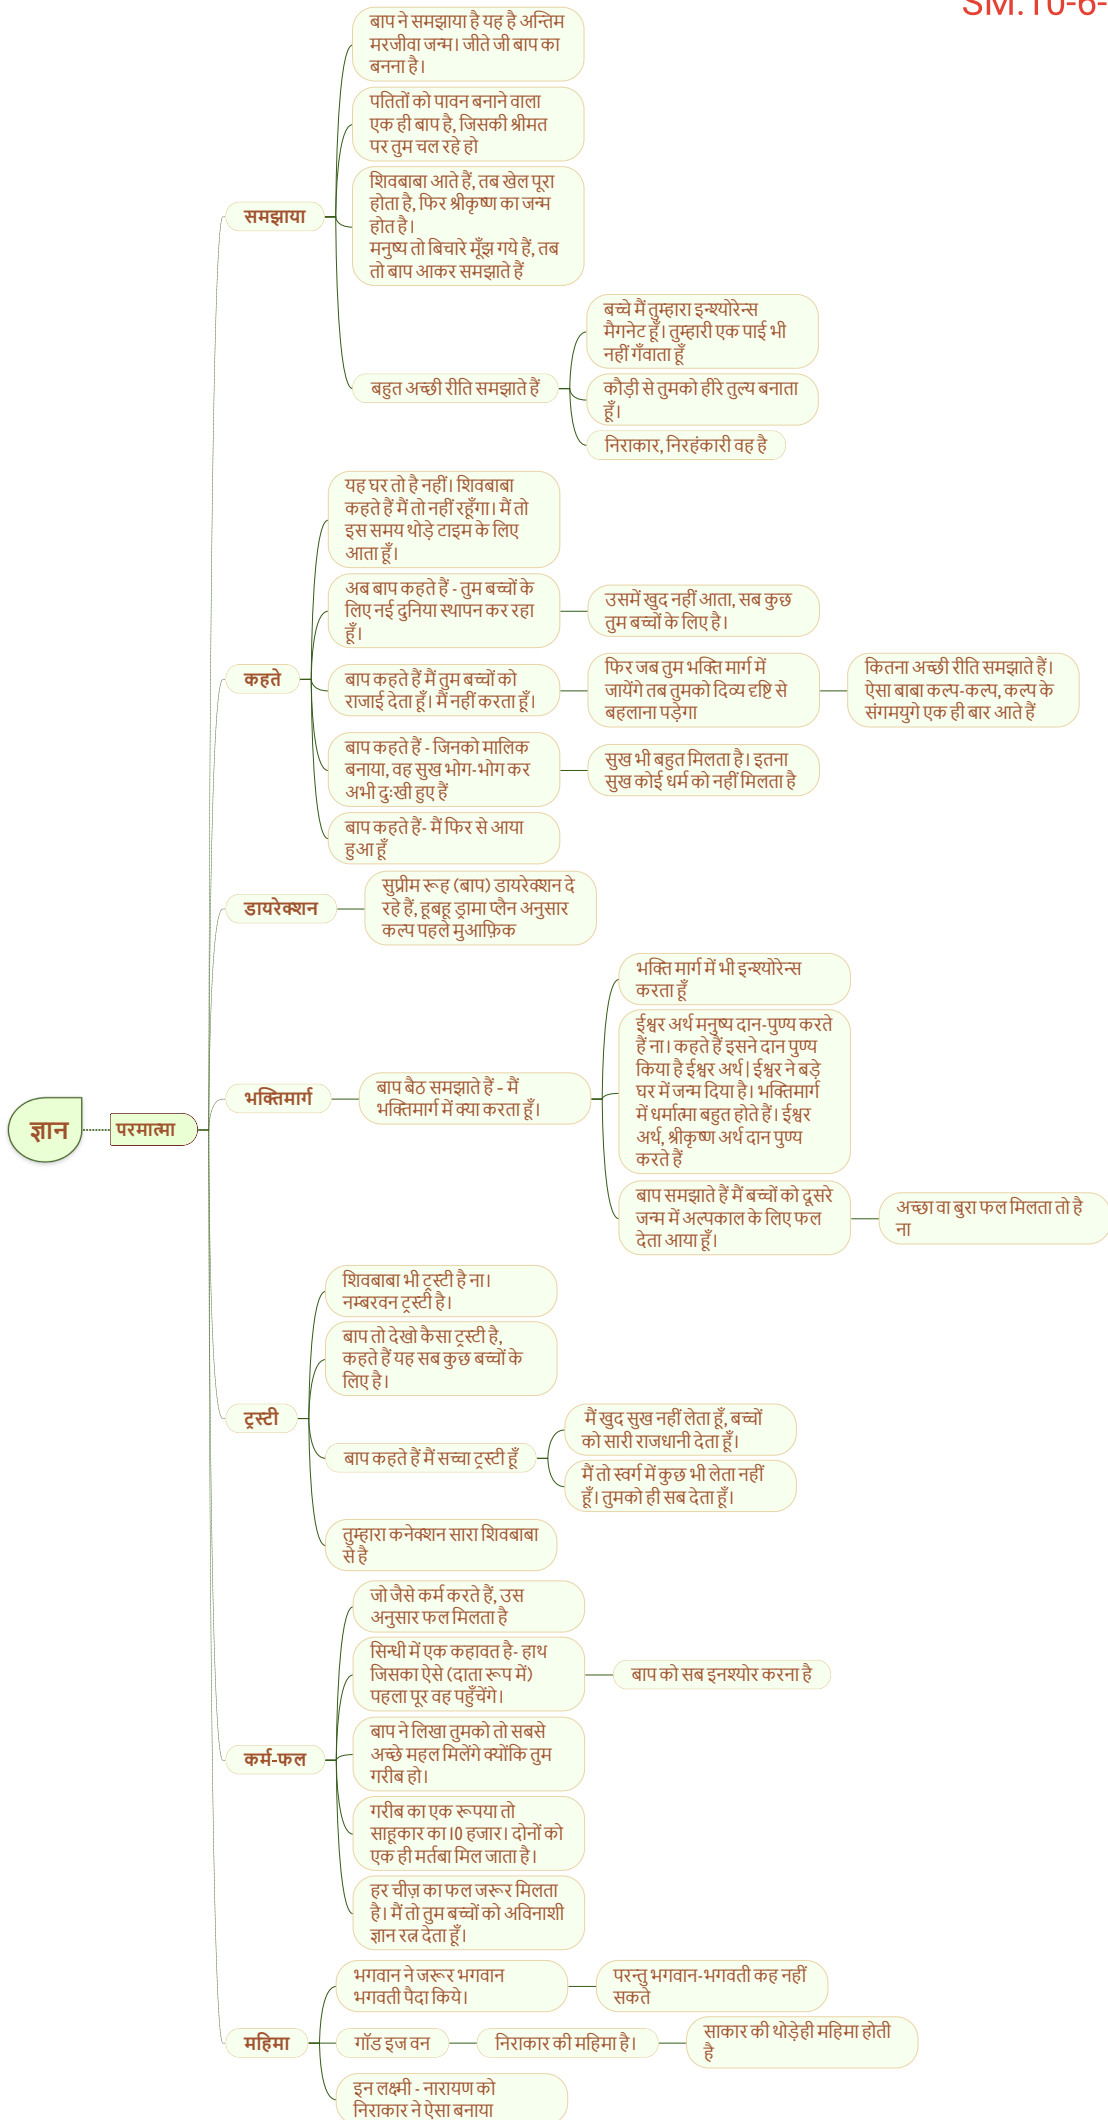 SM.10-6-
बाप ने समझाया है यह है अन्तिम
मरजीवा जन्म। जीते जी बाप का
बनना है।
पतितों को पावन बनाने वाला
एक ही बाप है, जिसकी श्रीमत
पर तुम चल रहे हो
शिवबाबा आते हैं, तब खेल पूरा
होता है, फिर श्रीकृष्ण का जन्म
होत है।
मनुष्य तो बिचारे मूँझ गये हैं, तब
तो बाप आकर समझाते हैं
समझाया
बच्चे मैं तुम्हारा इन्श्योरेन्स
मैगनेट हूँ। तुम्हारी एक पाई भी
नहीं गँवाता हूँ
बहुत अच्छी रीति समझाते हैं
कौड़ी से तुमको हीरे तुल्य बनाता
हूँ।
निराकार, निरहंकारी वह है
यह घर तो है नहीं। शिवबाबा
कहते हैं मैं तो नहीं रहूँगा। मैं तो
इस समय थोड़े टाइम के लिए
आता हूँ।
अब बाप कहते हैं - तुम बच्चों के
लिए नई दुनिया स्थापन कर रहा
हूँ।
उसमें खुद नहीं आता, सब कुछ
तुम बच्चों के लिए है।
कहते
बाप कहते हैं मैं तुम बच्चों को
राजाई देता हूँ। मैं नहीं करता हूँ।
फिर जब तुम भक्ति मार्ग में
जायेंगे तब तुमको दिव्य दृष्टि से
बहलाना पड़ेगा
कितना अच्छी रीति समझाते हैं।
ऐसा बाबा कल्प-कल्प, कल्प के
संगमयुगे एक ही बार आते हैं
बाप कहते हैं - जिनको मालिक
बनाया, वह सुख भोग-भोग कर
अभी दुःखी हुए हैं
सुख भी बहुत मिलता है। इतना
सुख कोई धर्म को नहीं मिलता है
बाप कहते हैं- मैं फिर से आया
हुआ हूँ
डायरेक्शन
सुप्रीम रूह (बाप) डायरेक्शन दे
रहे हैं, हूबहू ड्रामा प्लैन अनुसार
कल्प पहले मुआफ़िक
भक्ति मार्ग में भी इन्श्योरेन्स
करता हूँ
ईश्वर अर्थ मनुष्य दान-पुण्य करते
हैं ना। कहते हैं इसने दान पुण्य
किया है ईश्वर अर्थ| ईश्वर ने बड़े
घर में जन्म दिया है। भक्तिमार्ग
में धर्मात्मा बहुत होते हैं। ईश्वर
अर्थ, श्रीकृष्ण अर्थ दान पुण्य
करते हैं
भक्तिमार्ग
बाप बैठ समझाते हैं - मैं
भक्तिमार्ग में क्या करता हूँ।
ज्ञान
परमात्मा
बाप समझाते हैं मैं बच्चों को दूसरे
जन्म में अल्पकाल के लिए फल
देता आया हूँ।
अच्छा वा बुरा फल मिलता तो है
ना
शिवबाबा भी ट्रस्टी है ना।
नम्बरवन ट्रस्टी है।
बाप तो देखो कैसा ट्रस्टी है,
कहते हैं यह सब कुछ बच्चों के
लिए है।
ट्रस्टी
बाप कहते हैं मैं सच्चा ट्रस्टी हूँ
मैं खुद सुख नहीं लेता हूँ, बच्चों
को सारी राजधानी देता हूँ।
मैं तो स्वर्ग में कुछ भी लेता नहीं
हूँ। तुमको ही सब देता हूँ।
तुम्हारा कनेक्शन सारा शिवबाबा
से है
जो जैसे कर्म करते हैं, उस
अनुसार फल मिलता है
सिन्धी में एक कहावत है- हाथ
जिसका ऐसे (दाता रूप में)
पहला पूर वह पहुँचेंगे।
बाप को सब इनश्योर करना है
बाप ने लिखा तुमको तो सबसे
अच्छे महल मिलेंगे क्योंकि तुम
गरीब हो।
कर्म-फल
गरीब का एक रूपया तो
साहूकार का।0 हजार। दोनों को
एक ही मर्तबा मिल जाता है।
हर चीज़ का फल जरूर मिलता
है। मैं तो तुम बच्चों को अविनाशी
ज्ञान रत्न देता हूँ।
भगवान ने जरूर भगवान
भगवती पैदा किये।
परन्तु भगवान-भगवती कह नहीं
सकते
महिमा
गॉड इज वन
निराकार की महिमा है।
साकार की थोड़ेही महिमा होती
है
इन लक्ष्मी - नारायण को
निराकार ने ऐसा बनाया